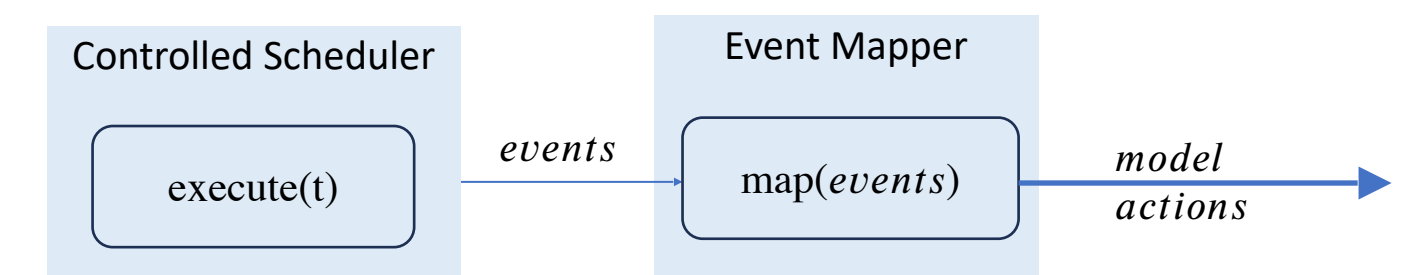 Controlled Scheduler
execute(t)
events
Event Mapper
map(events)
model
actions